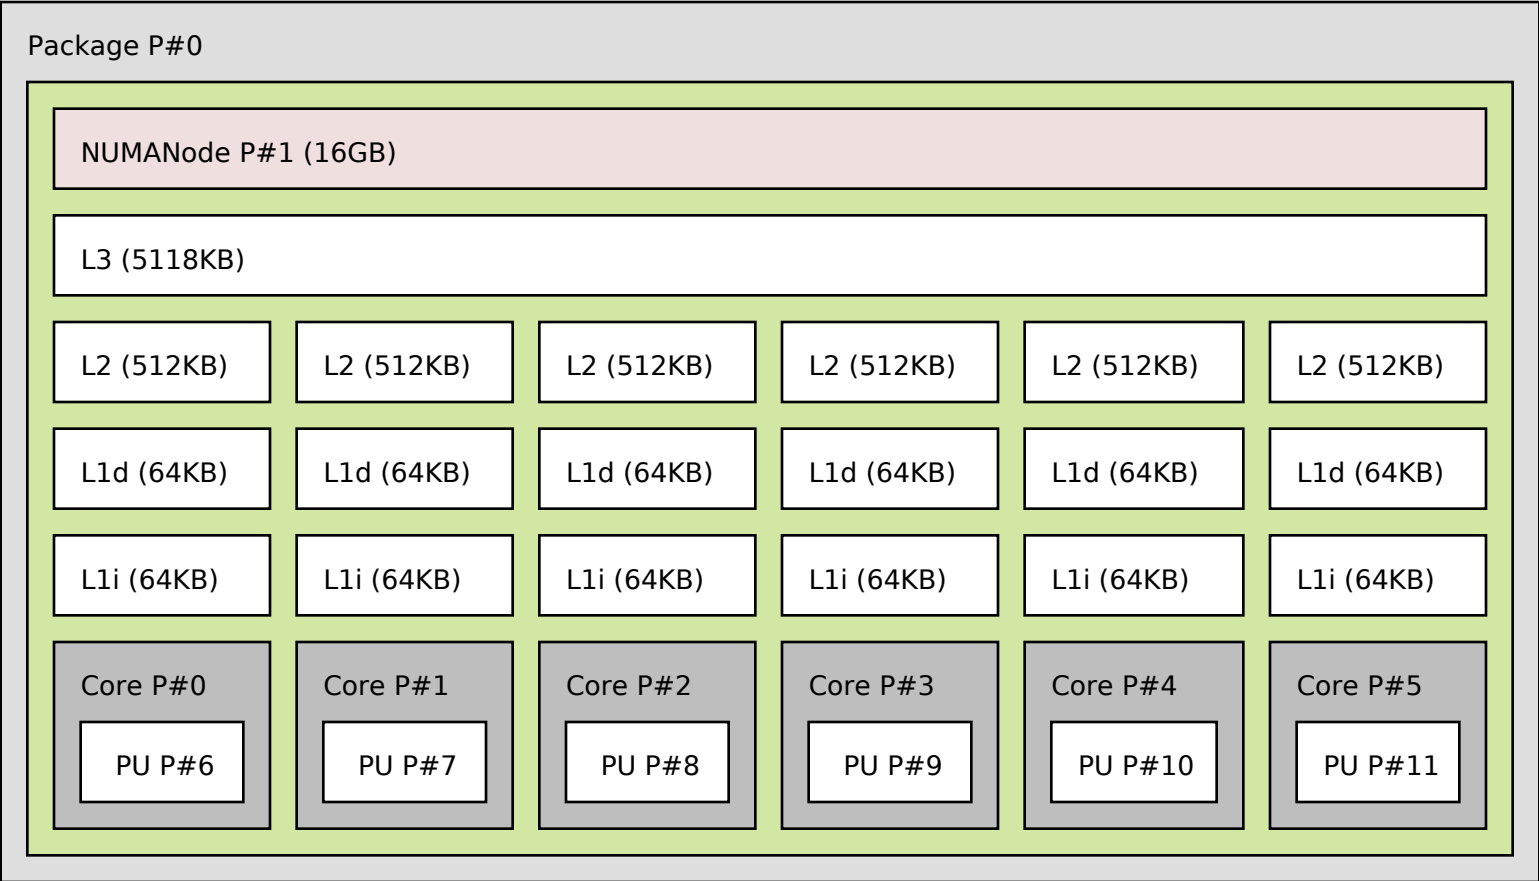 Package P#0
NUMANode P#1 (16GB)
L3 (5118KB)
L2 (512KB) L2 (512KB) L2 (512KB) L2 (512KB) L2 (512KB) L2 (512KB)
L1d (64KB) L1d (64KB) L1d (64KB) L1d (64KB) L1d (64KB) L1d (64KB)
L1i (64KB) L1i (64KB) L1i (64KB) L1i (64KB) L1i (64KB) L1i (64KB)
Core P#0 Core P#1 Core P#2 Core P#3 Core P#4 Core P#5
PU P#6 PU P#7 PU P#8 PU P#9 PU P#10 PU P#11